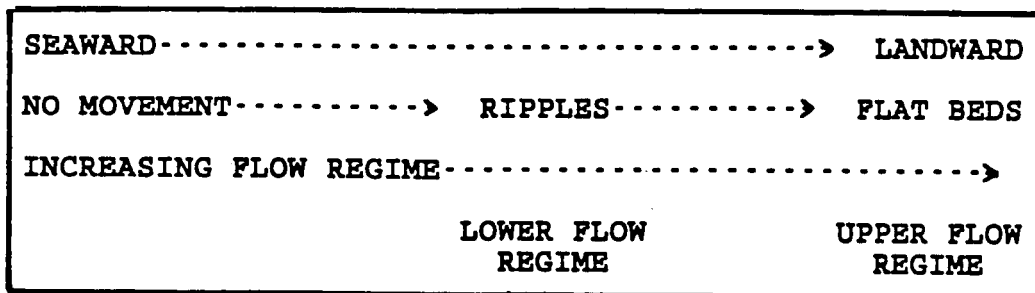 SEAWARD----------------------------------> LANDWARD
NO MOVEMENT----------> RIPPLES----------> FLAT BEDS
INCREASING FLOW REGIME---------------------------->
LOWER FLOW UPPER FLOW
REGIME REGIME